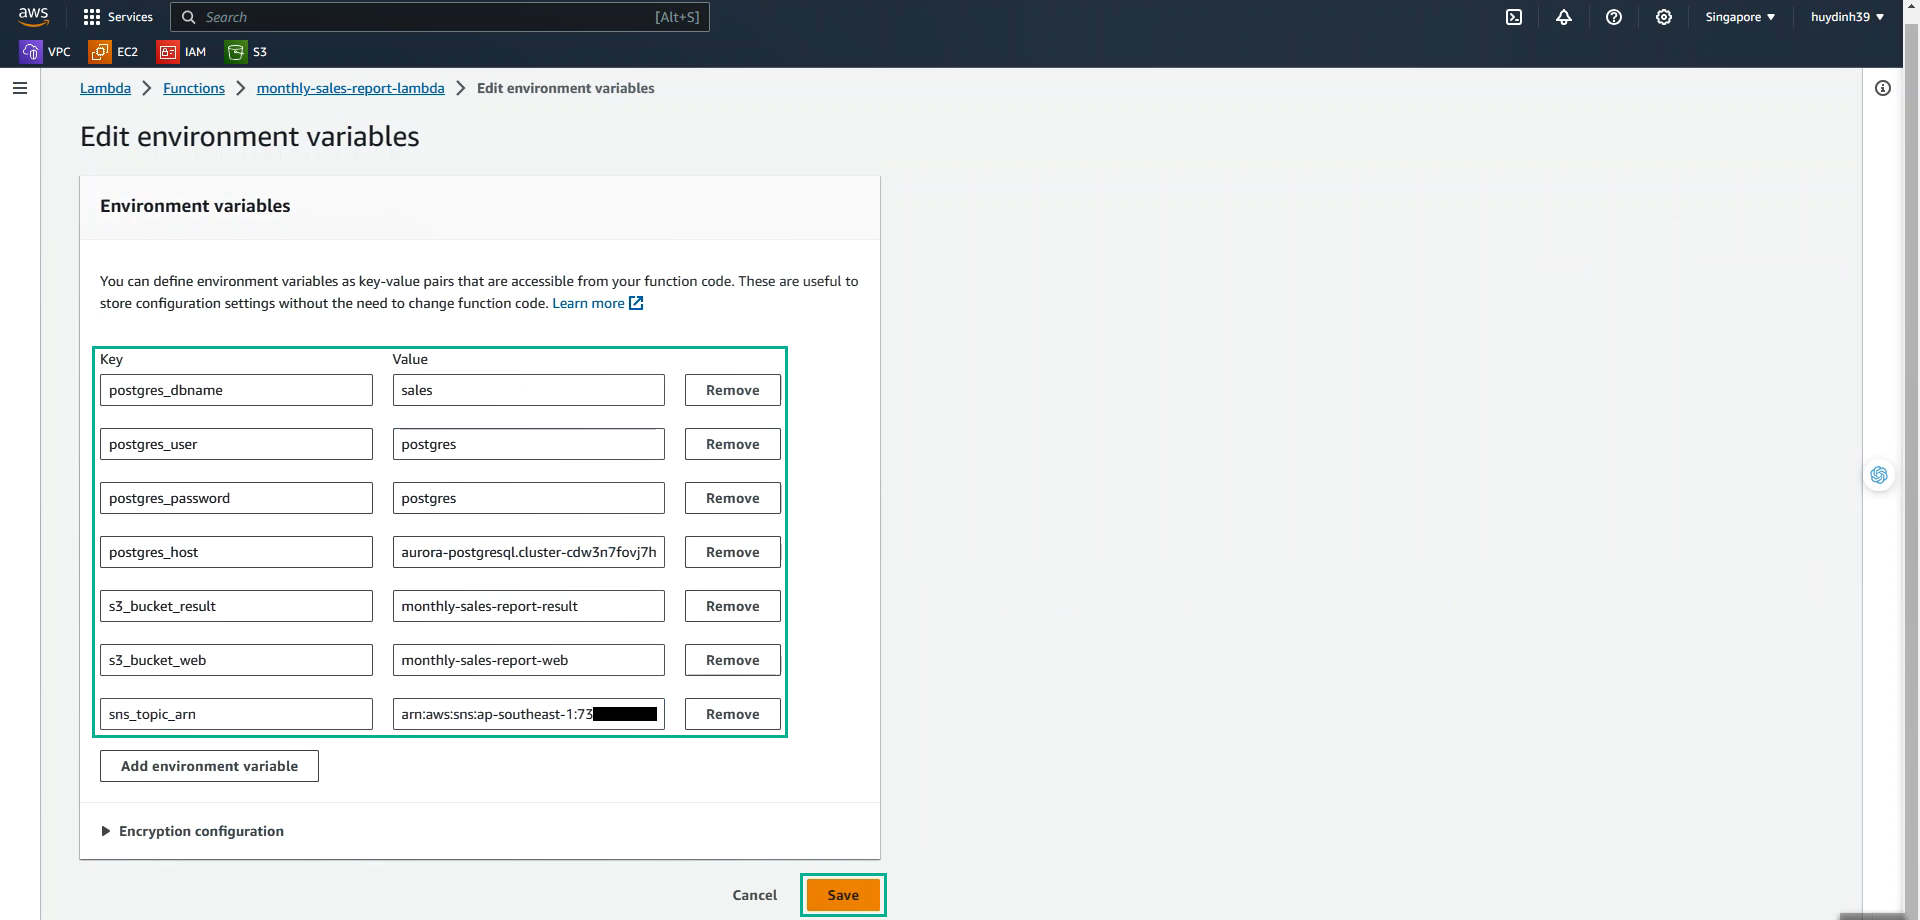 aws
Services
Search
[Alt+S]
Singapore
huydinh39
VPC
EC2
IAM
S3
Lambda
Functions
monthly-sales-report-lambda
Edit environment variables
Edit environment variables
Environment variables
You can define environment variables as key-value pairs that are accessible from your function code. These are useful to
store configuration settings without the need to change function code. Learn more
Key
Value
postgres_dbname
sales
Remove
postgres_user
postgres
Remove
postgres_password
postgres
Remove
postgres_host
aurora-postgresql.cluster-cdw3n7fovj7h
Remove
s3_bucket_result
monthly-sales-report-result
Remove
s3_bucket_web
monthly-sales-report-web
Remove
sns_topic_arn
arn:aws:sns:ap-southeast-1:73
Remove
Add environment variable
Encryption configuration
Cancel
Save